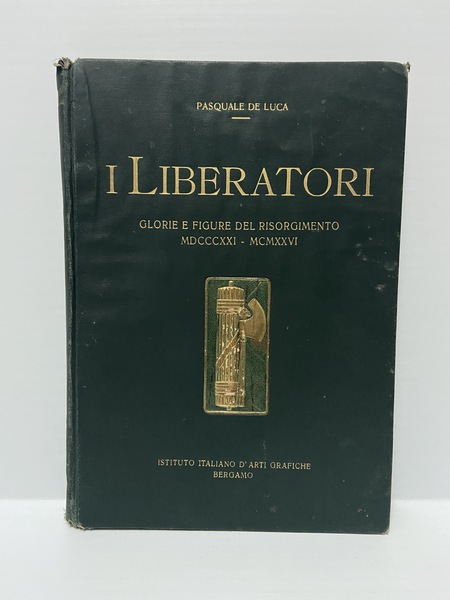 PASQUALE DE LUCA
I LIBERATORI
GLORIE E FIGURE DEL RISORGIMENTO
MDCCCXXI - MCMXXVI
ISTITUTO ITALIANO D'ARTI GRAFICHE
BERGAMO